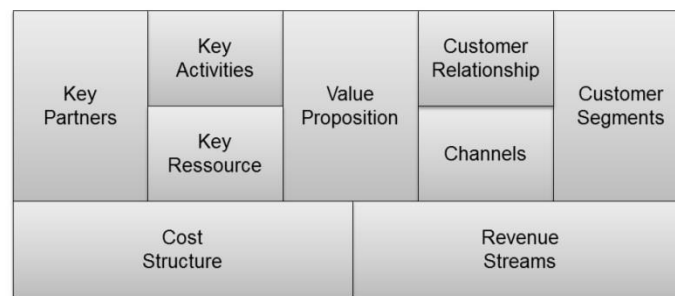 Key
Partners
Key
Activities
Key
Ressource
Value
Proposition
Customer
Relationship
Channels
Customer
Segments
Cost
Structure
Revenue
Streams